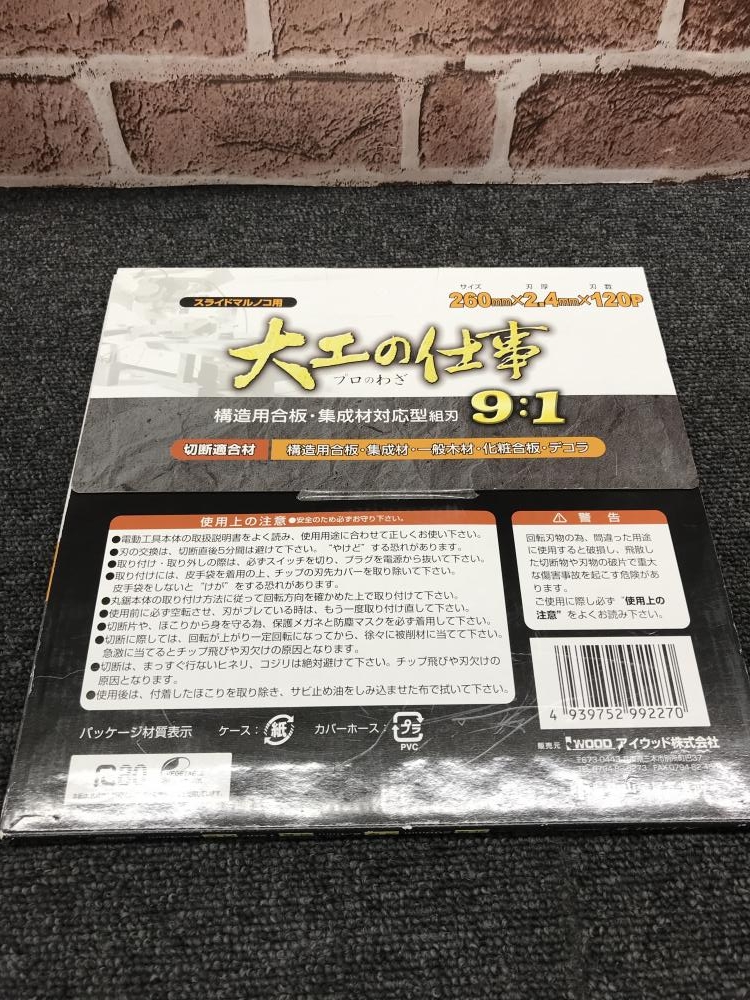 スライドマルノコ用
サイズ 刃厚 刃数
260mm×2.4mm×120P
大工の仕事
プロのわざ
構造用合板・集成材対応型組刃 9:1
切断適合材 構造用合板・集成材・一般木材・化粧合板・デコラ
使用上の注意 ●安全のため必ずお守り下さい。
●電動工具本体の取扱説明書をよく読み、使用用途に合わせて正しくお使い下さい。
●刃の交換は、切断直後5分間は避けて下さい。"やけど"する恐れがあります。
●取り付け・取り外しの際は、必ずスイッチを切り、プラグを電源から抜いて下さい。
●取り付けには、皮手袋を着用の上、チップの刃先カバーを取り除いて下さい。
皮手袋をしないと"けが"をする恐れがあります。
●丸鋸本体の取り付け方法に従って回転方向を確かめた上で取り付けて下さい。
●使用前に必ず空転させ、刃がブレている時は、もう一度取り付け直して下さい。
●切断片や、ほこりから身を守る為、保護メガネと防塵マスクを必ず着用して下さい。
●切断に際しては、回転が上がり一定回転になってから、徐々に被削材に当てて下さい。
急激に当てるとチップ飛びや刃欠けの原因となります。
●切断は、まっすぐ行ないヒネリ、コジリは絶対避けて下さい。チップ飛びや刃欠けの
原因となります。
●使用後は、付着したほこりを取り除き、サビ止め油をしみ込ませた布で拭いて下さい。
⚠ 警告
回転刃物の為、間違った用途
に使用すると破損し、飛散し
た切断物や刃物の破片で重大
な傷害事故を起こす危険があ
ります。
ご使用に際し必ず"使用上の
注意"をよくお読み下さい。
4 939752 992270
パッケージ材質表示 ケース: 紙 カバーホース: プラ
PVC
販売元 WOOD アイウッド株式会社